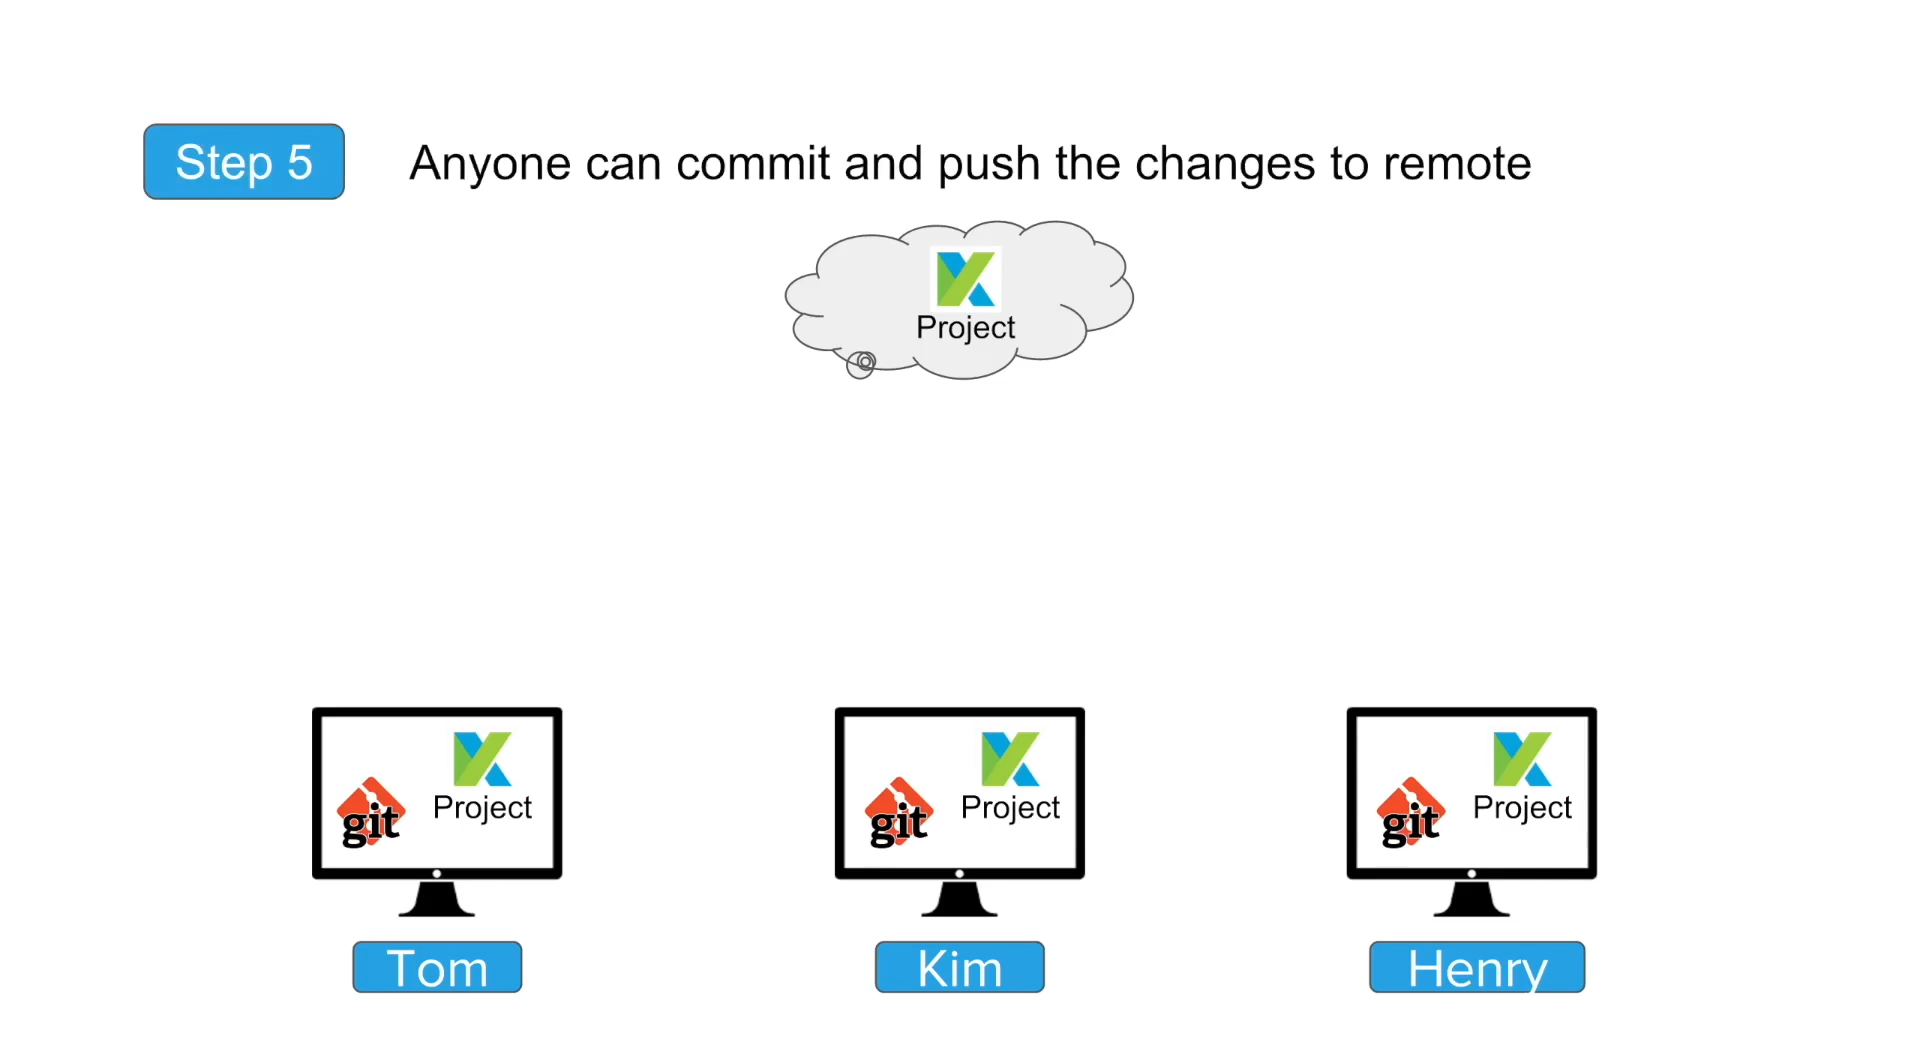 Step 5
Anyone can commit and push the changes to remote
Project
git
Project
git
Project
git
Project
Tom
Kim
Henry